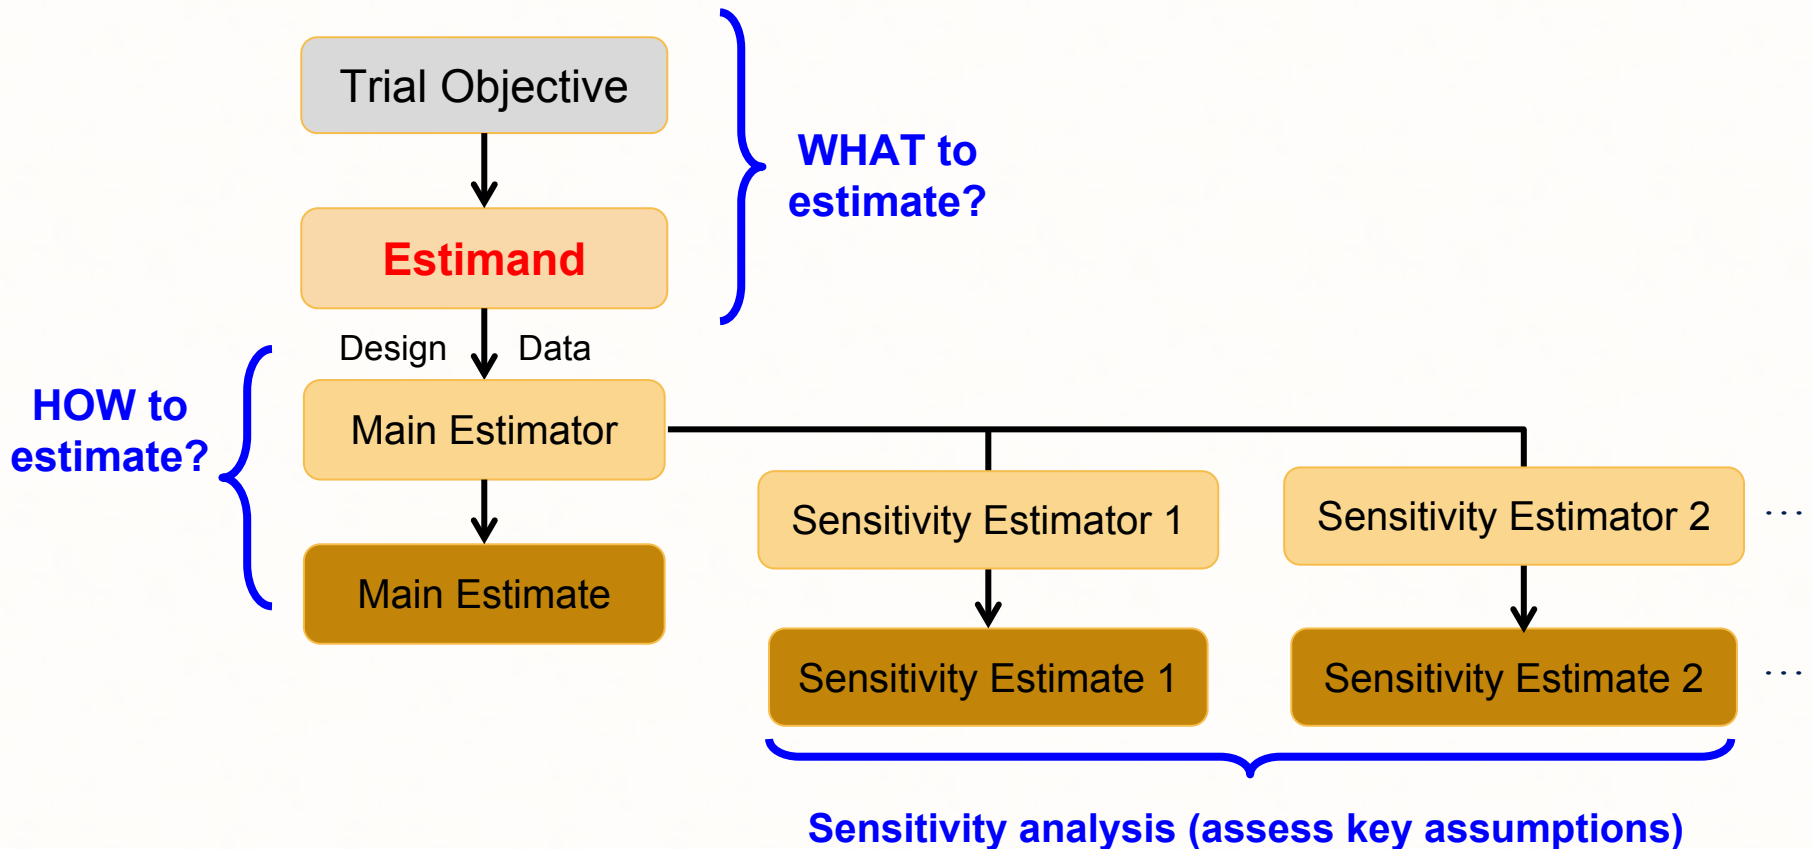 Trial Objective
WHAT to
estimate?
Estimand
Design Data
HOW to
estimate?
Main Estimator
Sensitivity Estimator 1
Sensitivity Estimator 2
...
Main Estimate
Sensitivity Estimate 1
Sensitivity Estimate 2
...
Sensitivity analysis (assess key assumptions)